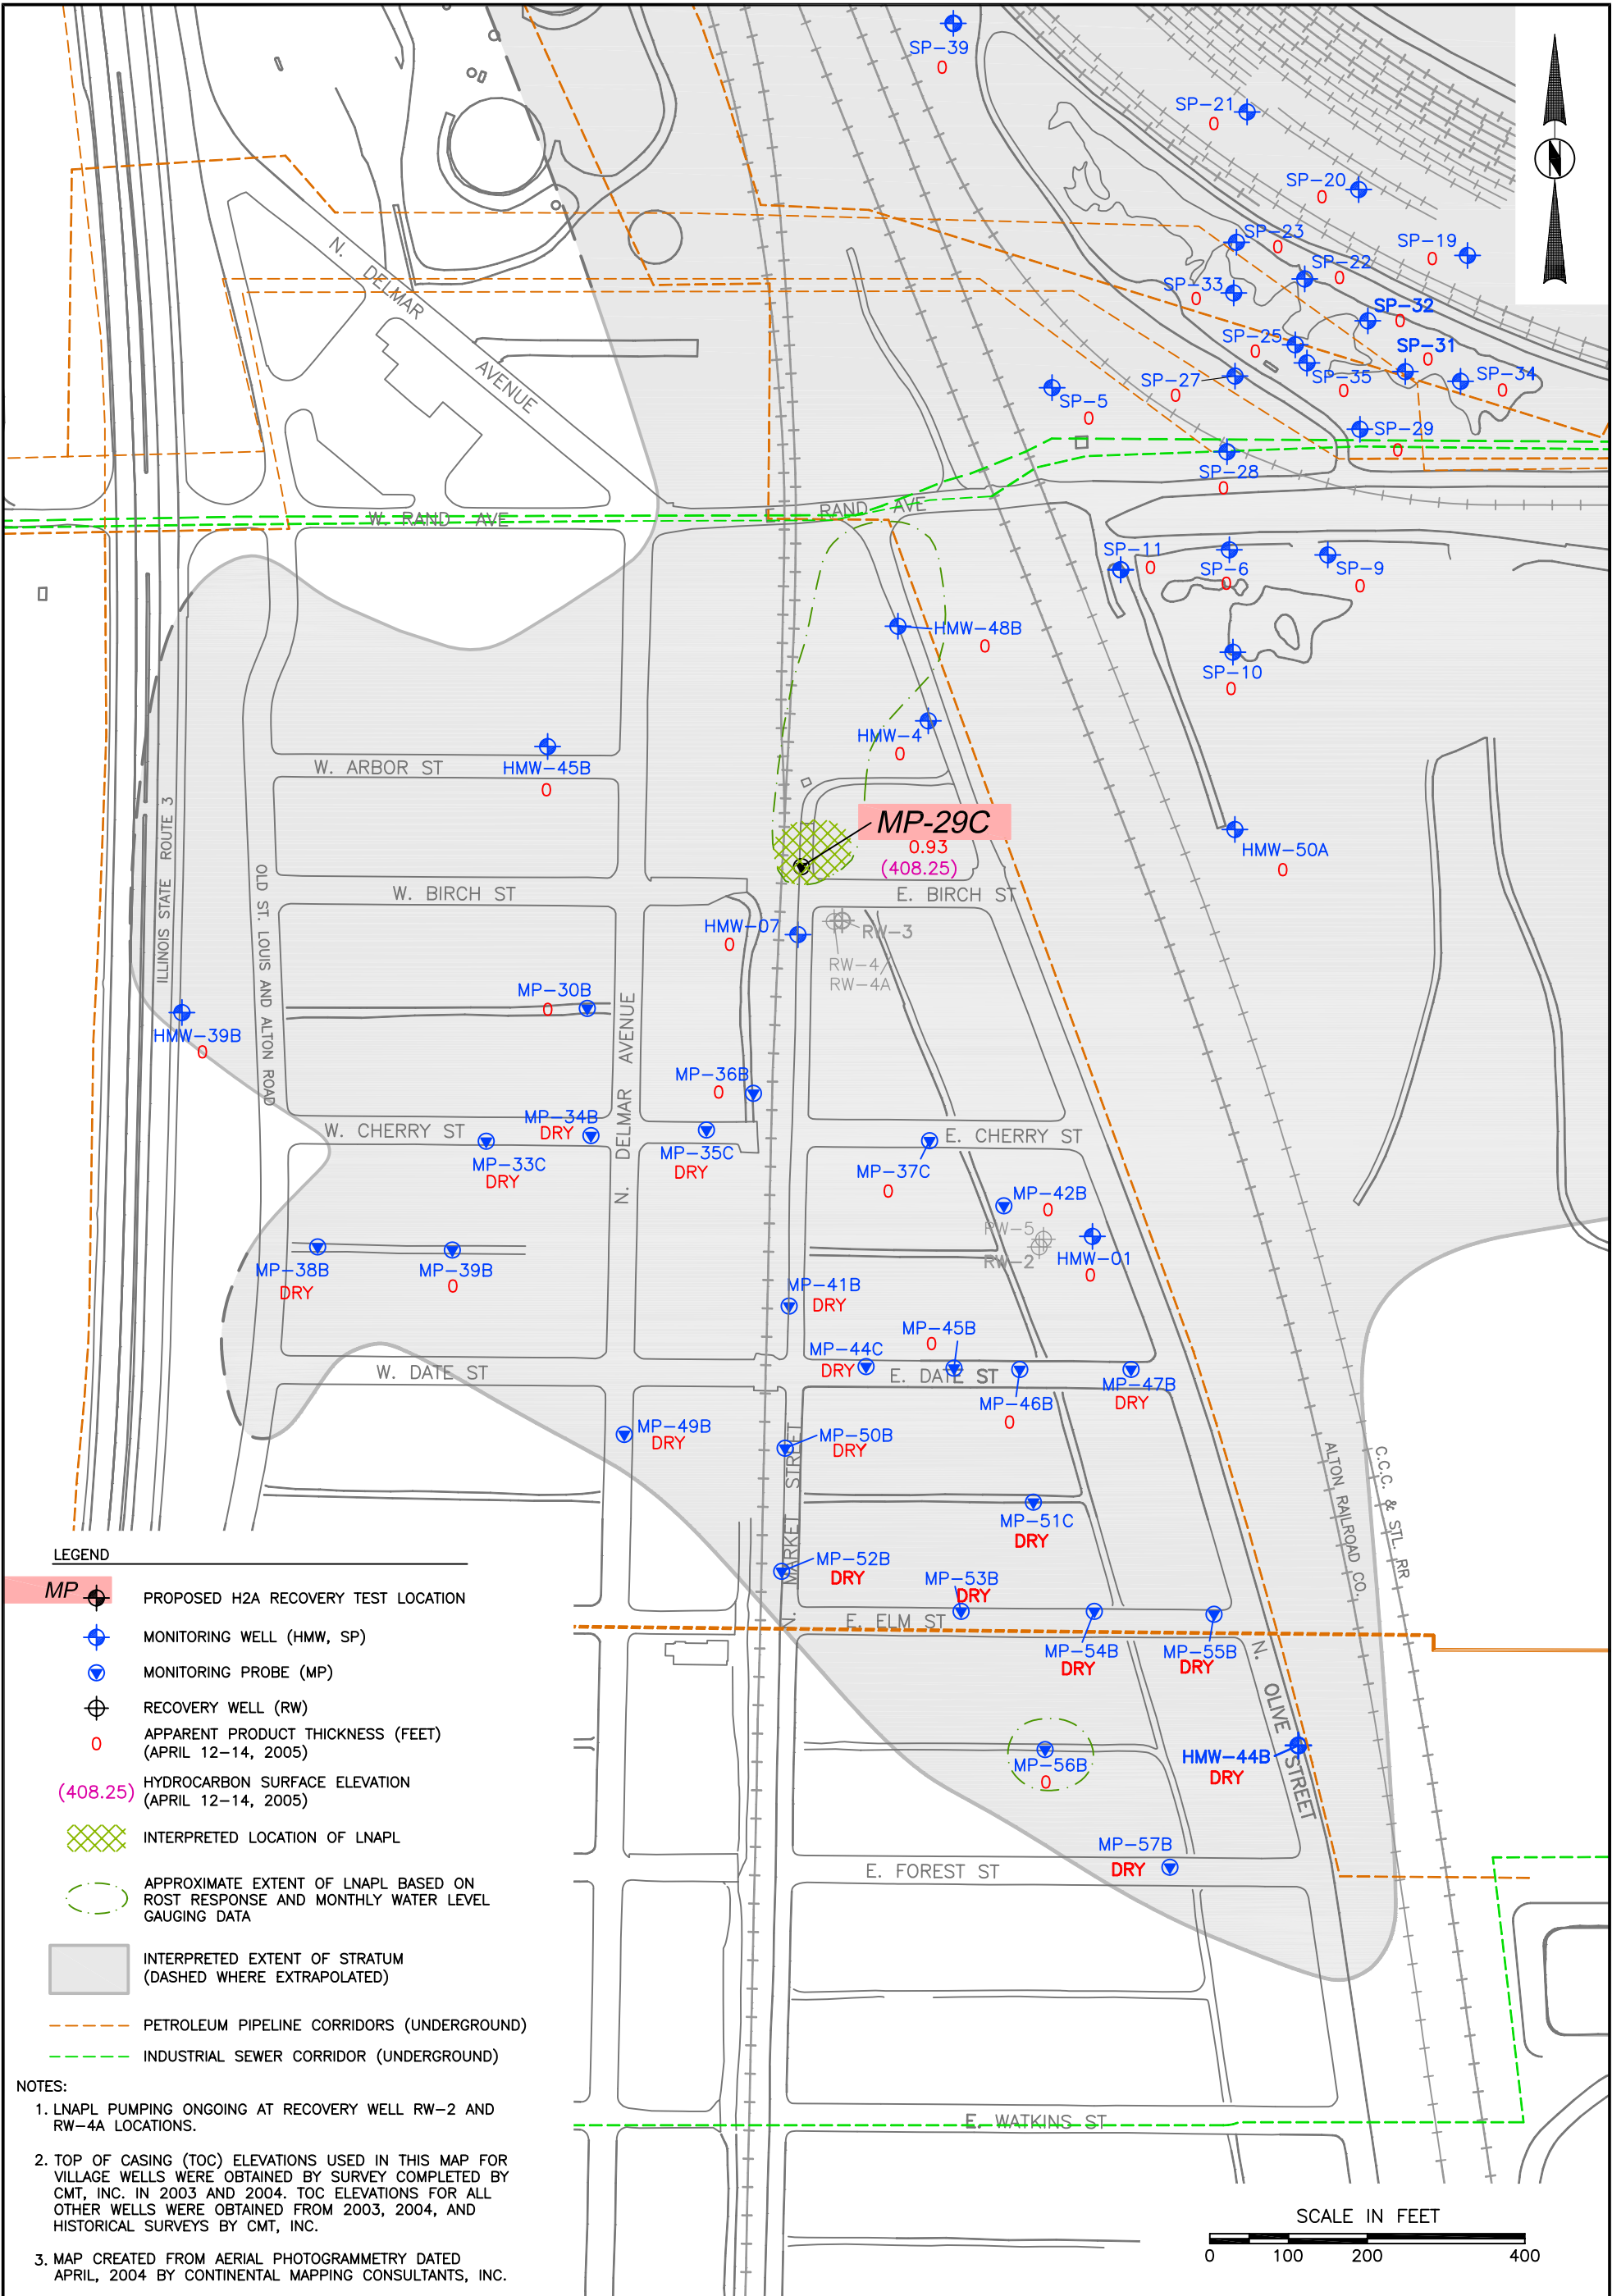 SP-39
0
SP-21
0
SP-20
0
SP-23
0
SP-19
0
SP-22
0
SP-33
0
SP-32
0
SP-25
0
SP-31
0
SP-27
0
SP-35
0
SP-34
0
SP-5
0
SP-29
0
SP-28
0
N. DELMAR AVENUE
W. RAND AVE
RAND AVE
SP-11
0
SP-6
0
SP-9
0
HMW-48B
0
SP-10
0
HMW-4
0
HMW-45B
0
W. ARBOR ST
ILLINOIS STATE ROUTE 3
OLD ST. LOUIS AND ALTON ROAD
MP-29C
0.93
(408.25)
HMW-50A
0
W. BIRCH ST
E. BIRCH ST
HMW-07
0
RW-3
RW-4/
RW-4A
MP-30B
0
HMW-39B
0
N. DELMAR AVENUE
MP-36B
0
MP-34B
DRY
W. CHERRY ST
MP-33C
DRY
MP-35C
DRY
E. CHERRY ST
MP-37C
0
MP-42B
0
RW-5
RW-2
HMW-01
0
MP-38B
DRY
MP-39B
0
MP-41B
DRY
MP-45B
0
MP-44C
DRY
W. DATE ST
E. DATE ST
MP-46B
0
MP-47B
DRY
MP-49B
DRY
MP-50B
DRY
N. MARKET STREET
ALTON RAILROAD CO.
C.C.C. & STL. RR
MP-51C
DRY
MP-52B
DRY
MP-53B
DRY
E. ELM ST
MP-54B
DRY
MP-55B
DRY
N. OLIVE STREET
MP-56B
0
HMW-44B
DRY
MP-57B
DRY
E. FOREST ST
E. WATKINS ST
LEGEND
MP PROPOSED H2A RECOVERY TEST LOCATION
MONITORING WELL (HMW, SP)
MONITORING PROBE (MP)
RECOVERY WELL (RW)
0 APPARENT PRODUCT THICKNESS (FEET)
(APRIL 12-14, 2005)
(408.25) HYDROCARBON SURFACE ELEVATION
(APRIL 12-14, 2005)
INTERPRETED LOCATION OF LNAPL
APPROXIMATE EXTENT OF LNAPL BASED ON
ROST RESPONSE AND MONTHLY WATER LEVEL
GAUGING DATA
INTERPRETED EXTENT OF STRATUM
(DASHED WHERE EXTRAPOLATED)
PETROLEUM PIPELINE CORRIDORS (UNDERGROUND)
INDUSTRIAL SEWER CORRIDOR (UNDERGROUND)
NOTES:
1. LNAPL PUMPING ONGOING AT RECOVERY WELL RW-2 AND
RW-4A LOCATIONS.
2. TOP OF CASING (TOC) ELEVATIONS USED IN THIS MAP FOR
VILLAGE WELLS WERE OBTAINED BY SURVEY COMPLETED BY
CMT, INC. IN 2003 AND 2004. TOC ELEVATIONS FOR ALL
OTHER WELLS WERE OBTAINED FROM 2003, 2004, AND
HISTORICAL SURVEYS BY CMT, INC.
3. MAP CREATED FROM AERIAL PHOTOGRAMMETRY DATED
APRIL, 2004 BY CONTINENTAL MAPPING CONSULTANTS, INC.
SCALE IN FEET
0 100 200 400